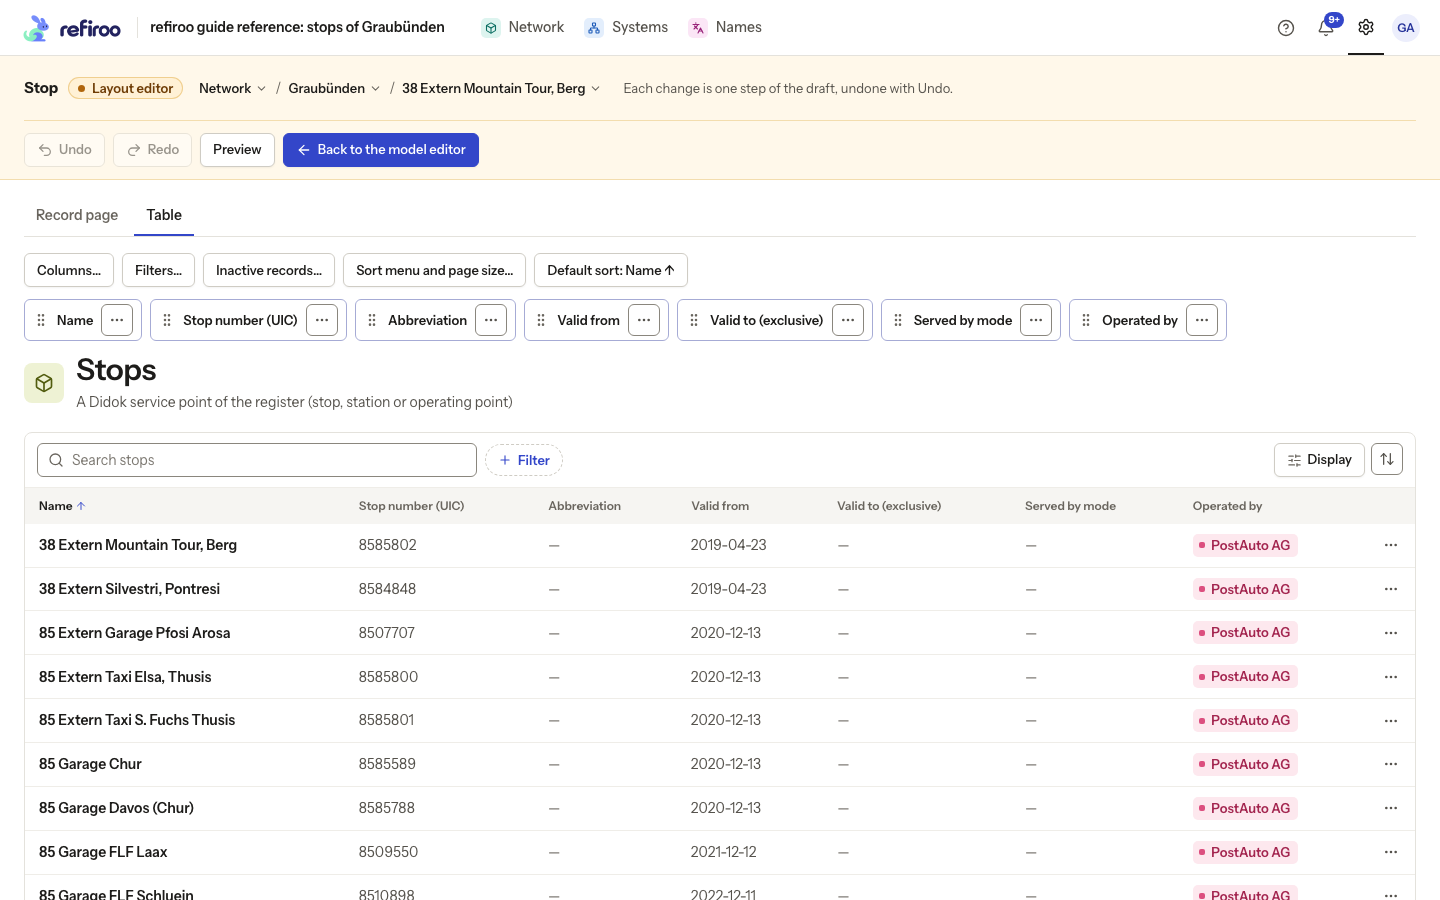 refiroo
refiroo guide reference: stops of Graubünden
Network
Systems
Names
9+
GA
Stop
Layout editor
Network / Graubünden / 38 Extern Mountain Tour, Berg
Each change is one step of the draft, undone with Undo.
Undo
Redo
Preview
Back to the model editor
Record page
Table
Columns...
Filters...
Inactive records...
Sort menu and page size...
Default sort: Name ↑
Name
Stop number (UIC)
Abbreviation
Valid from
Valid to (exclusive)
Served by mode
Operated by
Stops
A Didok service point of the register (stop, station or operating point)
Search stops
+ Filter
Display
Name ↑ Stop number (UIC) Abbreviation Valid from Valid to (exclusive) Served by mode Operated by
38 Extern Mountain Tour, Berg 8585802 — 2019-04-23 — — PostAuto AG
38 Extern Silvestri, Pontresi 8584848 — 2019-04-23 — — PostAuto AG
85 Extern Garage Pfosi Arosa 8507707 — 2020-12-13 — — PostAuto AG
85 Extern Taxi Elsa, Thusis 8585800 — 2020-12-13 — — PostAuto AG
85 Extern Taxi S. Fuchs Thusis 8585801 — 2020-12-13 — — PostAuto AG
85 Garage Chur 8585589 — 2020-12-13 — — PostAuto AG
85 Garage Davos (Chur) 8585788 — 2020-12-13 — — PostAuto AG
85 Garage FLF Laax 8509550 — 2021-12-12 — — PostAuto AG
85 Garage FLF Schluein 8510898 — 2022-12-11 — — PostAuto AG